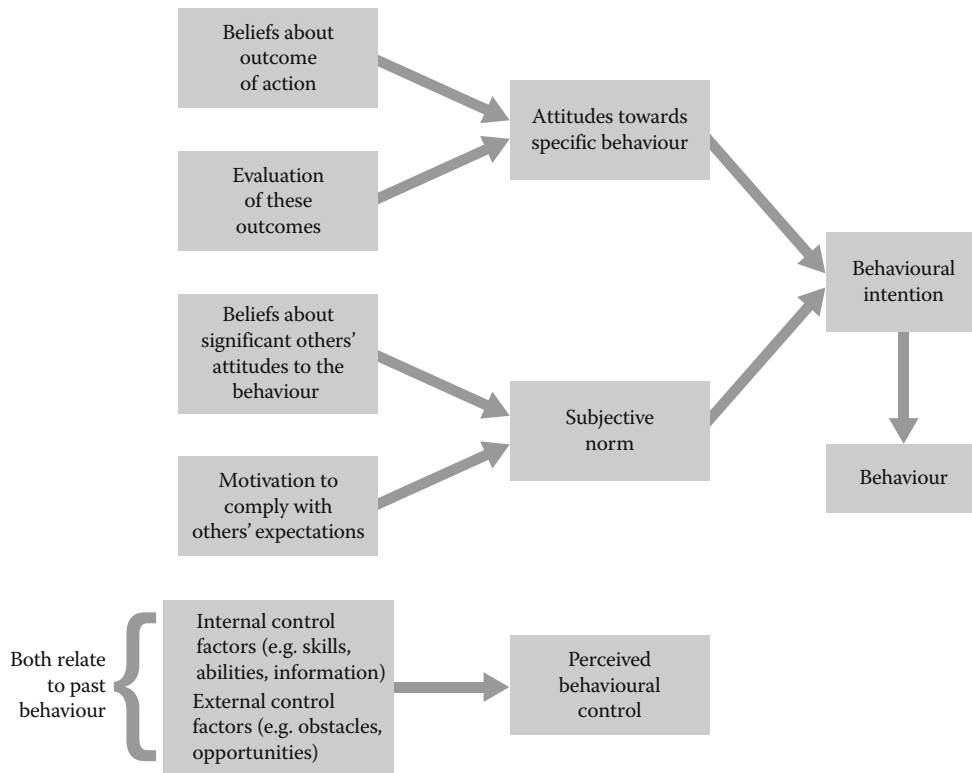 Beliefs about
outcome
of action
Attitudes towards
specific behaviour
Evaluation
of these
outcomes
Behavioural
intention
Beliefs about
significant others’
attitudes to the
behaviour
Subjective
norm
Behaviour
Motivation to
comply with
others’ expectations
Both relate
to past
behaviour
Internal control
factors (e.g. skills,
abilities, information)
External control
factors (e.g. obstacles,
opportunities)
Perceived
behavioural
control